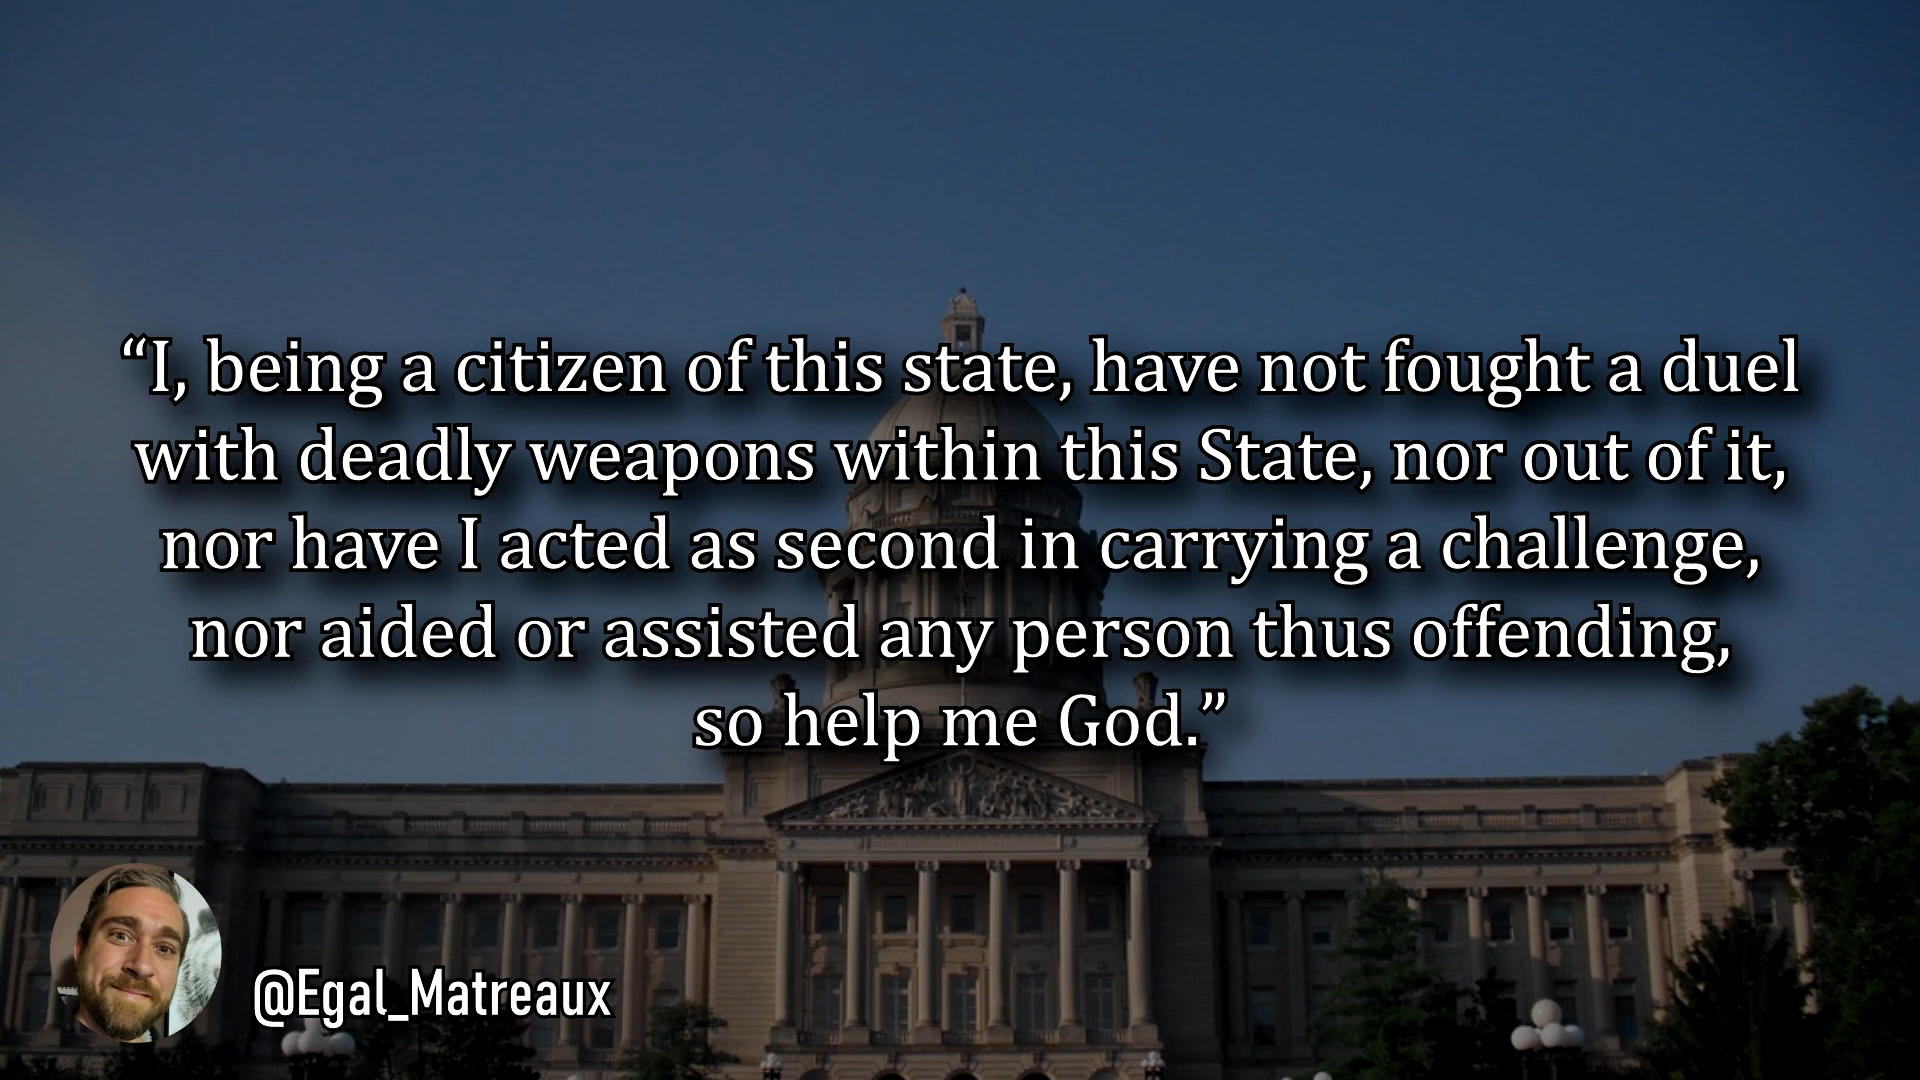 “I, being a citizen of this state, have not fought a duel
with deadly weapons within this State, nor out of it,
nor have I acted as second in carrying a challenge,
nor aided or assisted any person thus offending,
so help me God.”
@Egal_Matreaux